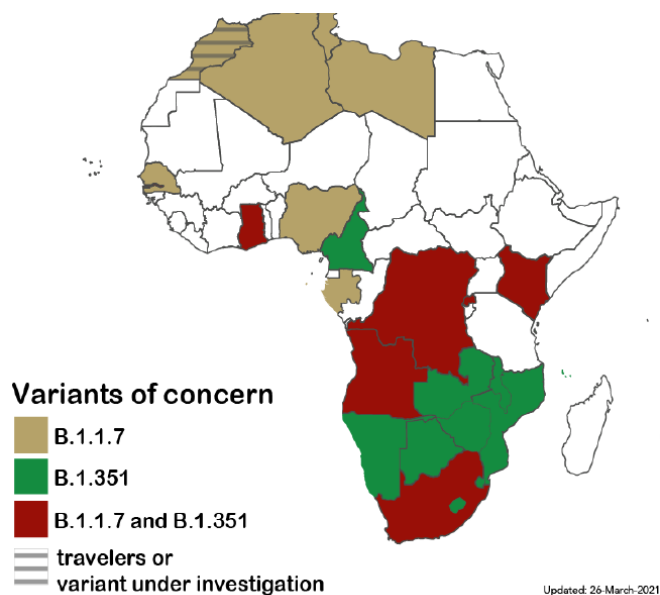 Variants of concern
B.1.1.7
B.1.351
B.1.1.7 and B.1.351
travelers or
variant under investigation
Updated: 26-March-2021